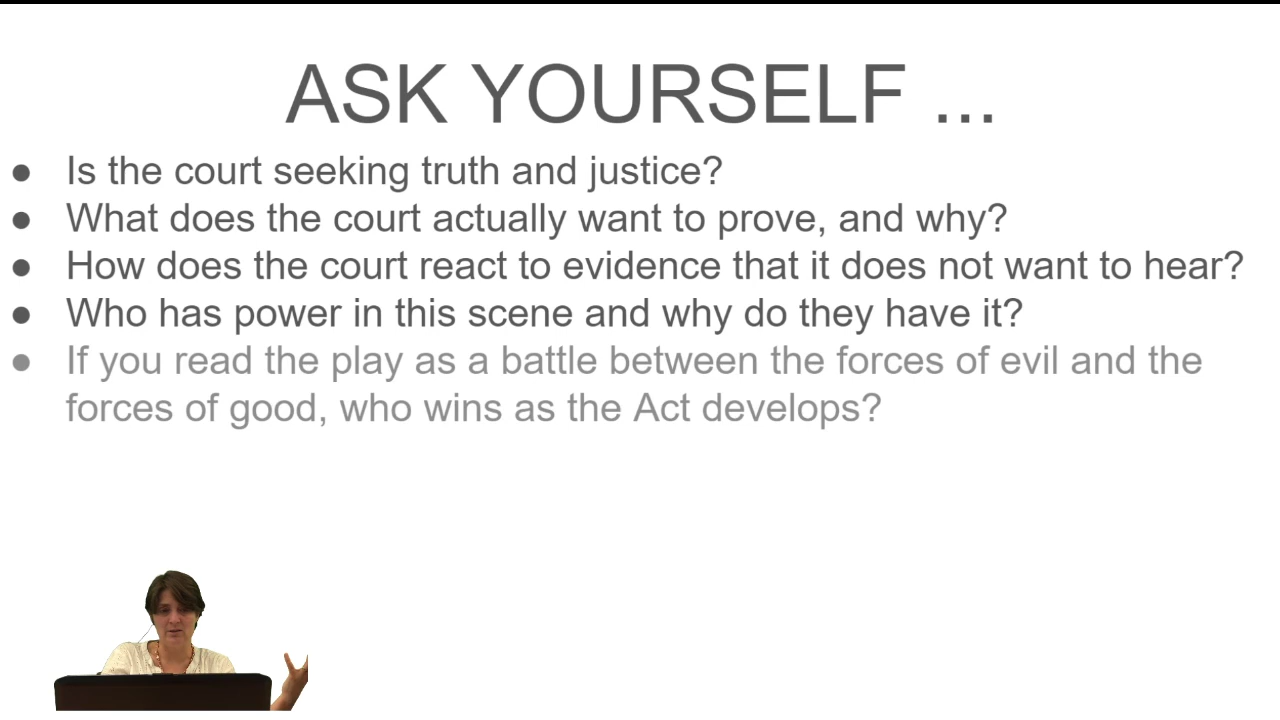 ASK YOURSELF ...
● Is the court seeking truth and justice?
● What does the court actually want to prove, and why?
● How does the court react to evidence that it does not want to hear?
● Who has power in this scene and why do they have it?
● If you read the play as a battle between the forces of evil and the
forces of good, who wins as the Act develops?